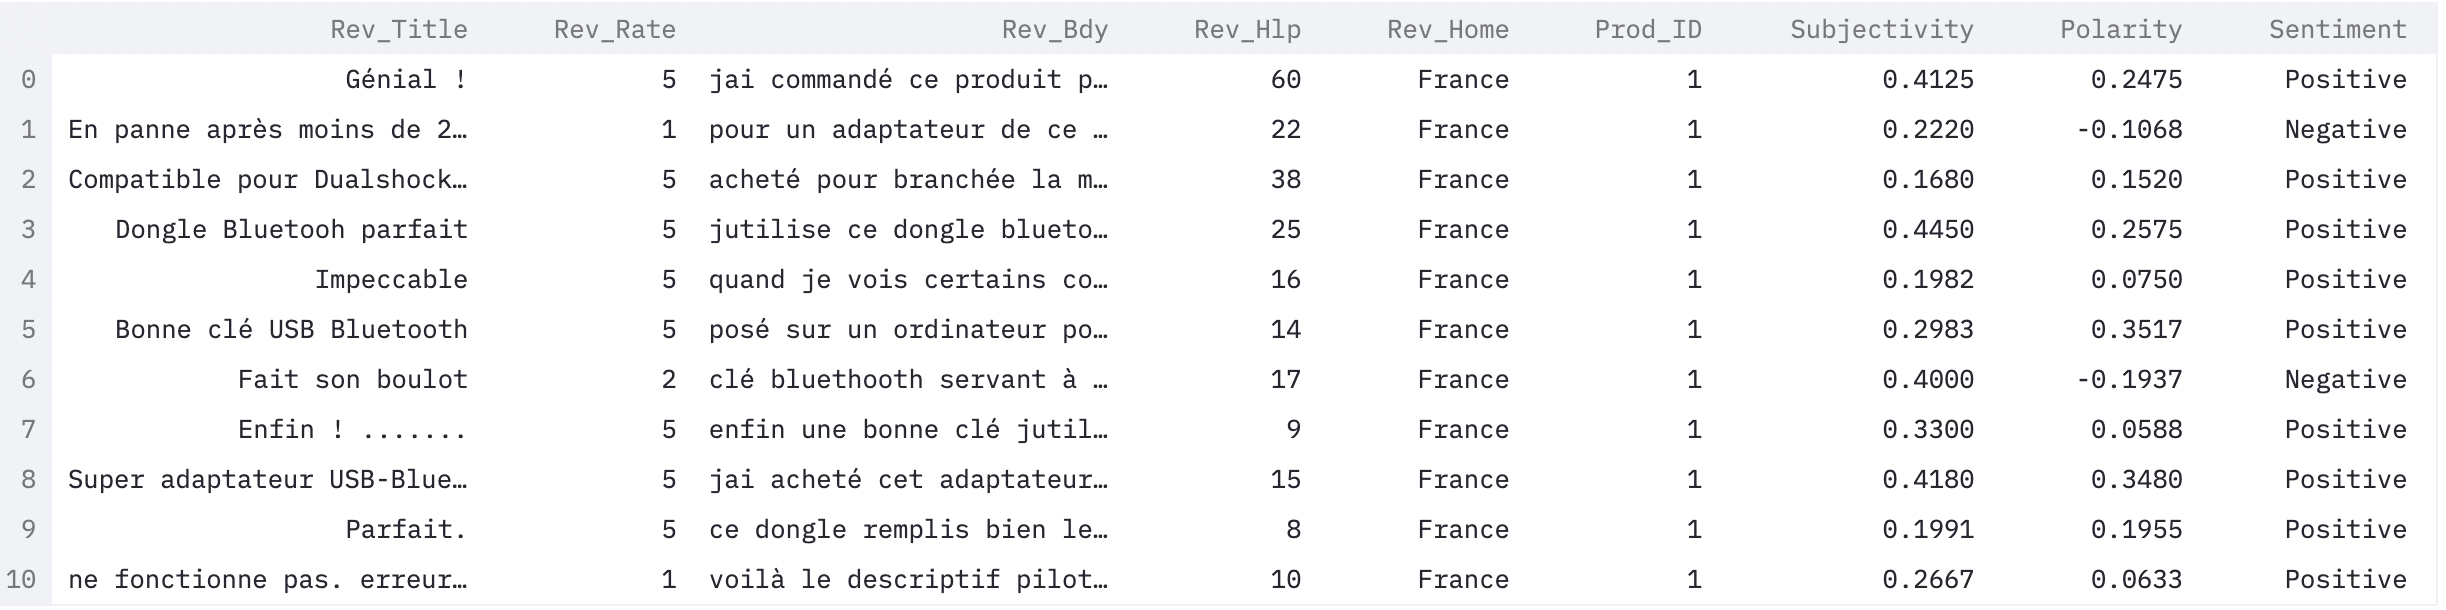 Rev_Title Rev_Rate Rev_Bdy Rev_Hlp Rev_Home Prod_ID Subjectivity Polarity Sentiment
0 Génial ! 5 jai commandé ce produit p… 60 France 1 0.4125 0.2475 Positive
1 En panne après moins de 2… 1 pour un adaptateur de ce … 22 France 1 0.2220 -0.1068 Negative
2 Compatible pour Dualshock… 5 acheté pour branchée la m… 38 France 1 0.1680 0.1520 Positive
3 Dongle Bluetooh parfait 5 jutilise ce dongle blueto… 25 France 1 0.4450 0.2575 Positive
4 Impeccable 5 quand je vois certains co… 16 France 1 0.1982 0.0750 Positive
5 Bonne clé USB Bluetooth 5 posé sur un ordinateur po… 14 France 1 0.2983 0.3517 Positive
6 Fait son boulot 2 clé bluethooth servant à … 17 France 1 0.4000 -0.1937 Negative
7 Enfin ! ....... 5 enfin une bonne clé jutil… 9 France 1 0.3300 0.0588 Positive
8 Super adaptateur USB-Blue… 5 jai acheté cet adaptateur… 15 France 1 0.4180 0.3480 Positive
9 Parfait. 5 ce dongle remplis bien le… 8 France 1 0.1991 0.1955 Positive
10 ne fonctionne pas. erreur… 1 voilà le descriptif pilot… 10 France 1 0.2667 0.0633 Positive